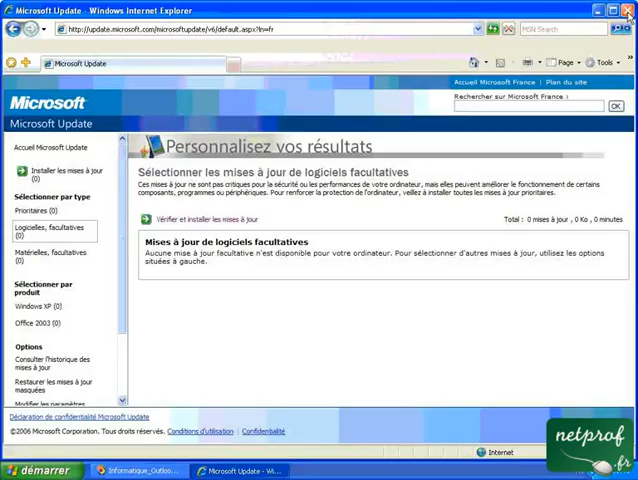 Microsoft Update - Windows Internet Explorer
http://update.microsoft.com/microsoftupdate/v6/default.aspx?ln=fr
MSN Search
Microsoft Update
Page
Tools
Accueil Microsoft France | Plan du site
Rechercher sur Microsoft France :
OK
Microsoft
Microsoft Update
Accueil Microsoft Update
Installer les mises à jour (0)
Sélectionner par type
Prioritaires (0)
Logicielles, facultatives (0)
Matérielles, facultatives (0)
Sélectionner par produit
Windows XP (0)
Office 2003 (0)
Options
Consulter l'historique des mises à jour
Restaurer les mises à jour masquées
Modifier les paramètres
Personnalisez vos résultats
Sélectionner les mises à jour de logiciels facultatives
Ces mises à jour ne sont pas critiques pour la sécurité ou les performances de votre ordinateur, mais elles peuvent améliorer le fonctionnement de certains
composants, programmes ou périphériques. Pour renforcer la protection de l'ordinateur, veillez à installer toutes les mises à jour prioritaires.
Vérifier et installer les mises à jour
Total : 0 mises à jour , 0 Ko , 0 minutes
Mises à jour de logiciels facultatives
Aucune mise à jour facultative n'est disponible pour votre ordinateur. Pour sélectionner d'autres mises à jour, utilisez les options
situées à gauche.
Déclaration de confidentialité Microsoft Update
©2006 Microsoft Corporation. Tous droits réservés. Conditions d'utilisation | Confidentialité
Internet
démarrer
Informatique_Outloo...
Microsoft Update - Wi...
netprof
.fr